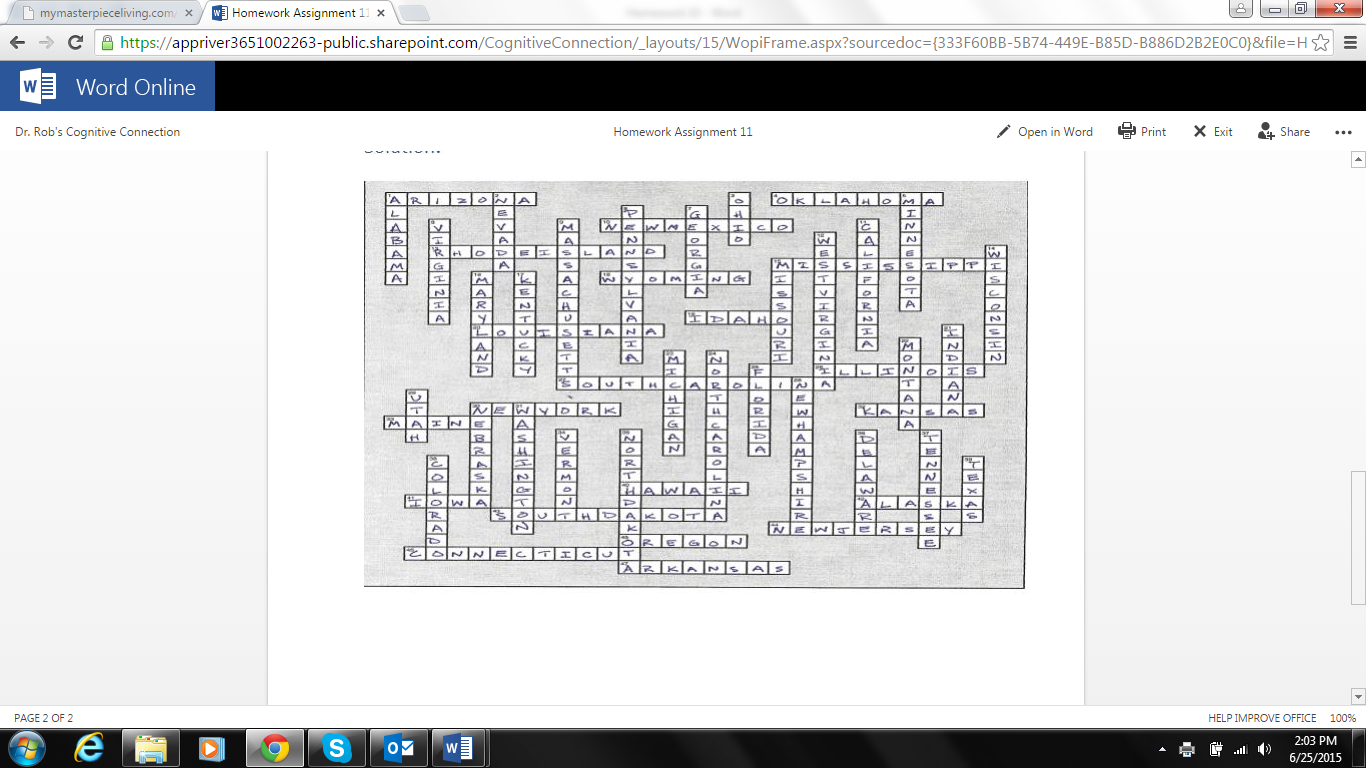 mymasterpieceliving.com/
Homework Assignment 11
https://appriver3651002263-public.sharepoint.com/CognitiveConnection/_layouts/15/WopiFrame.aspx?sourcedoc={333F60BB-5B74-449E-B85D-B886D2B2E0C0}&file=H
Word Online
Dr. Rob's Cognitive Connection
Homework Assignment 11
Open in Word
Print
Exit
Share
Solution:
ARIZONA
OKLAHOMA
NEWMEXICO
RHODEISLAND
MISSISSIPPI
WYOMING
IDAHO
LOUISIANA
ILLINOIS
SOUTHCAROLINA
NEWYORK
KANSAS
MAINE
HAWAII
IOWA
ALASKA
SOUTHDAKOTA
NEWJERSEY
OREGON
CONNECTICUT
ARKANSAS
ALABAMA
NEVADA
OHIO
MINNESOTA
PENNSYLVANIA
GEORGIA
VIRGINIA
MASSACHUSETTS
CALIFORNIA
WESTVIRGINIA
WISCONSIN
MISSOURI
MARYLAND
KENTUCKY
INDIANA
MONTANA
MICHIGAN
NORTHCAROLINA
FLORIDA
NEWHAMPSHIRE
UTAH
NEBRASKA
WASHINGTON
VERMONT
NORTHDAKOTA
DELAWARE
TENNESSEE
COLORADO
TEXAS
PAGE 2 OF 2
HELP IMPROVE OFFICE
100%
2:03 PM
6/25/2015